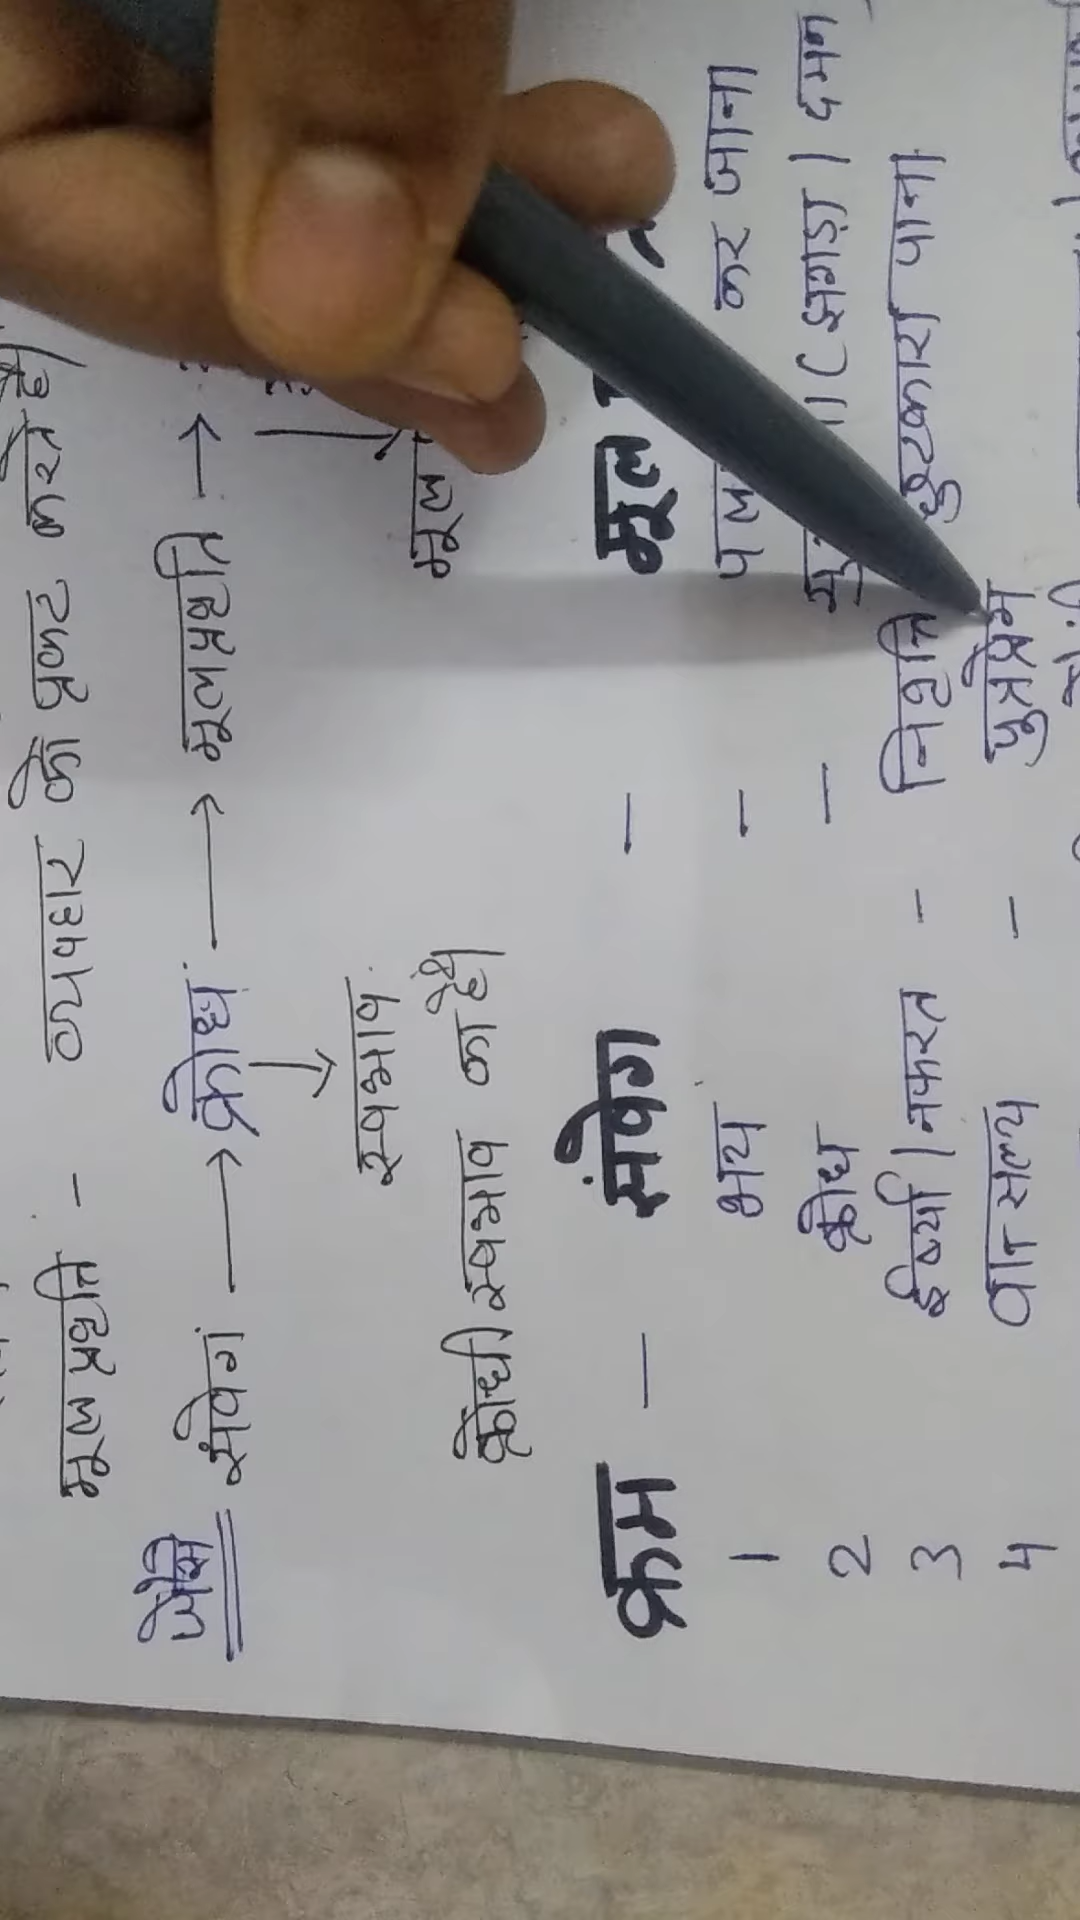 मूल प्रवृत्ति - व्यवहार को प्रकट करते है।
जैसे संवेग → क्रोध → मूलप्रवृत्ति →
स्वभाव
मूल
क्रोधी स्वभाव का है।
क्रम - संवेग - मूल
1 भय - कर जाना
2 क्रोध - (झगड़ा। दमन
3 ईर्ष्या / नफरत - निवृत्ति छुटकारा पाना
4 वात्सल्य - पुत्रप्रेम